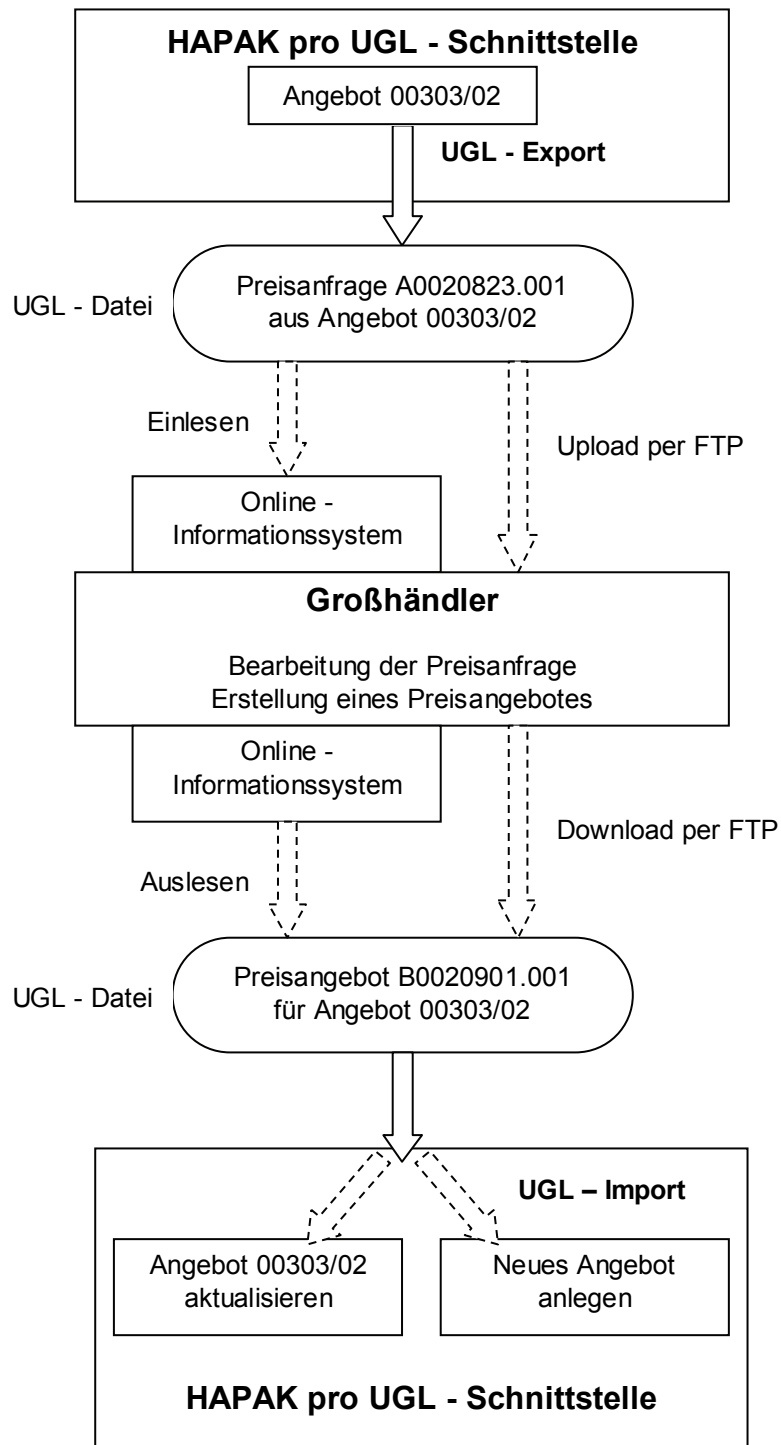 HAPAK pro UGL - Schnittstelle
Angebot 00303/02
UGL - Export
UGL - Datei
Preisanfrage A0020823.001
aus Angebot 00303/02
Einlesen
Upload per FTP
Online -
Informationssystem
Großhändler
Bearbeitung der Preisanfrage
Erstellung eines Preisangebotes
Online -
Informationssystem
Download per FTP
Auslesen
UGL - Datei
Preisangebot B0020901.001
für Angebot 00303/02
UGL – Import
Angebot 00303/02
aktualisieren
Neues Angebot
anlegen
HAPAK pro UGL - Schnittstelle